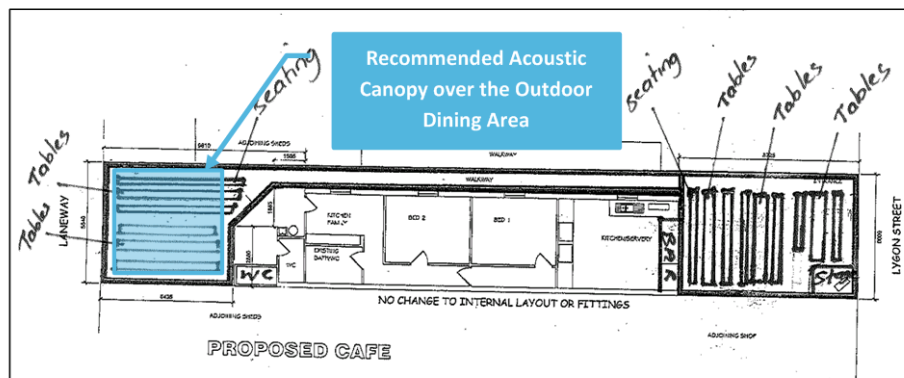 Recommended Acoustic
Canopy over the Outdoor
Dining Area
seating
seating
Tables
Tables
Tables
Tables
Tables
ADJOINING SHEDS
WALKWAY
WALKWAY
ENTRANCE
LANEWAY
LYGON STREET
KITCHEN
FAMILY
BED 2
BED 1
KITCHEN/SERVERY
BAR
EXISTING
W/C
WC
NO CHANGE TO INTERNAL LAYOUT OR FITTINGS
ADJOINING SHEDS
ADJOINING SHOP
PROPOSED CAFE